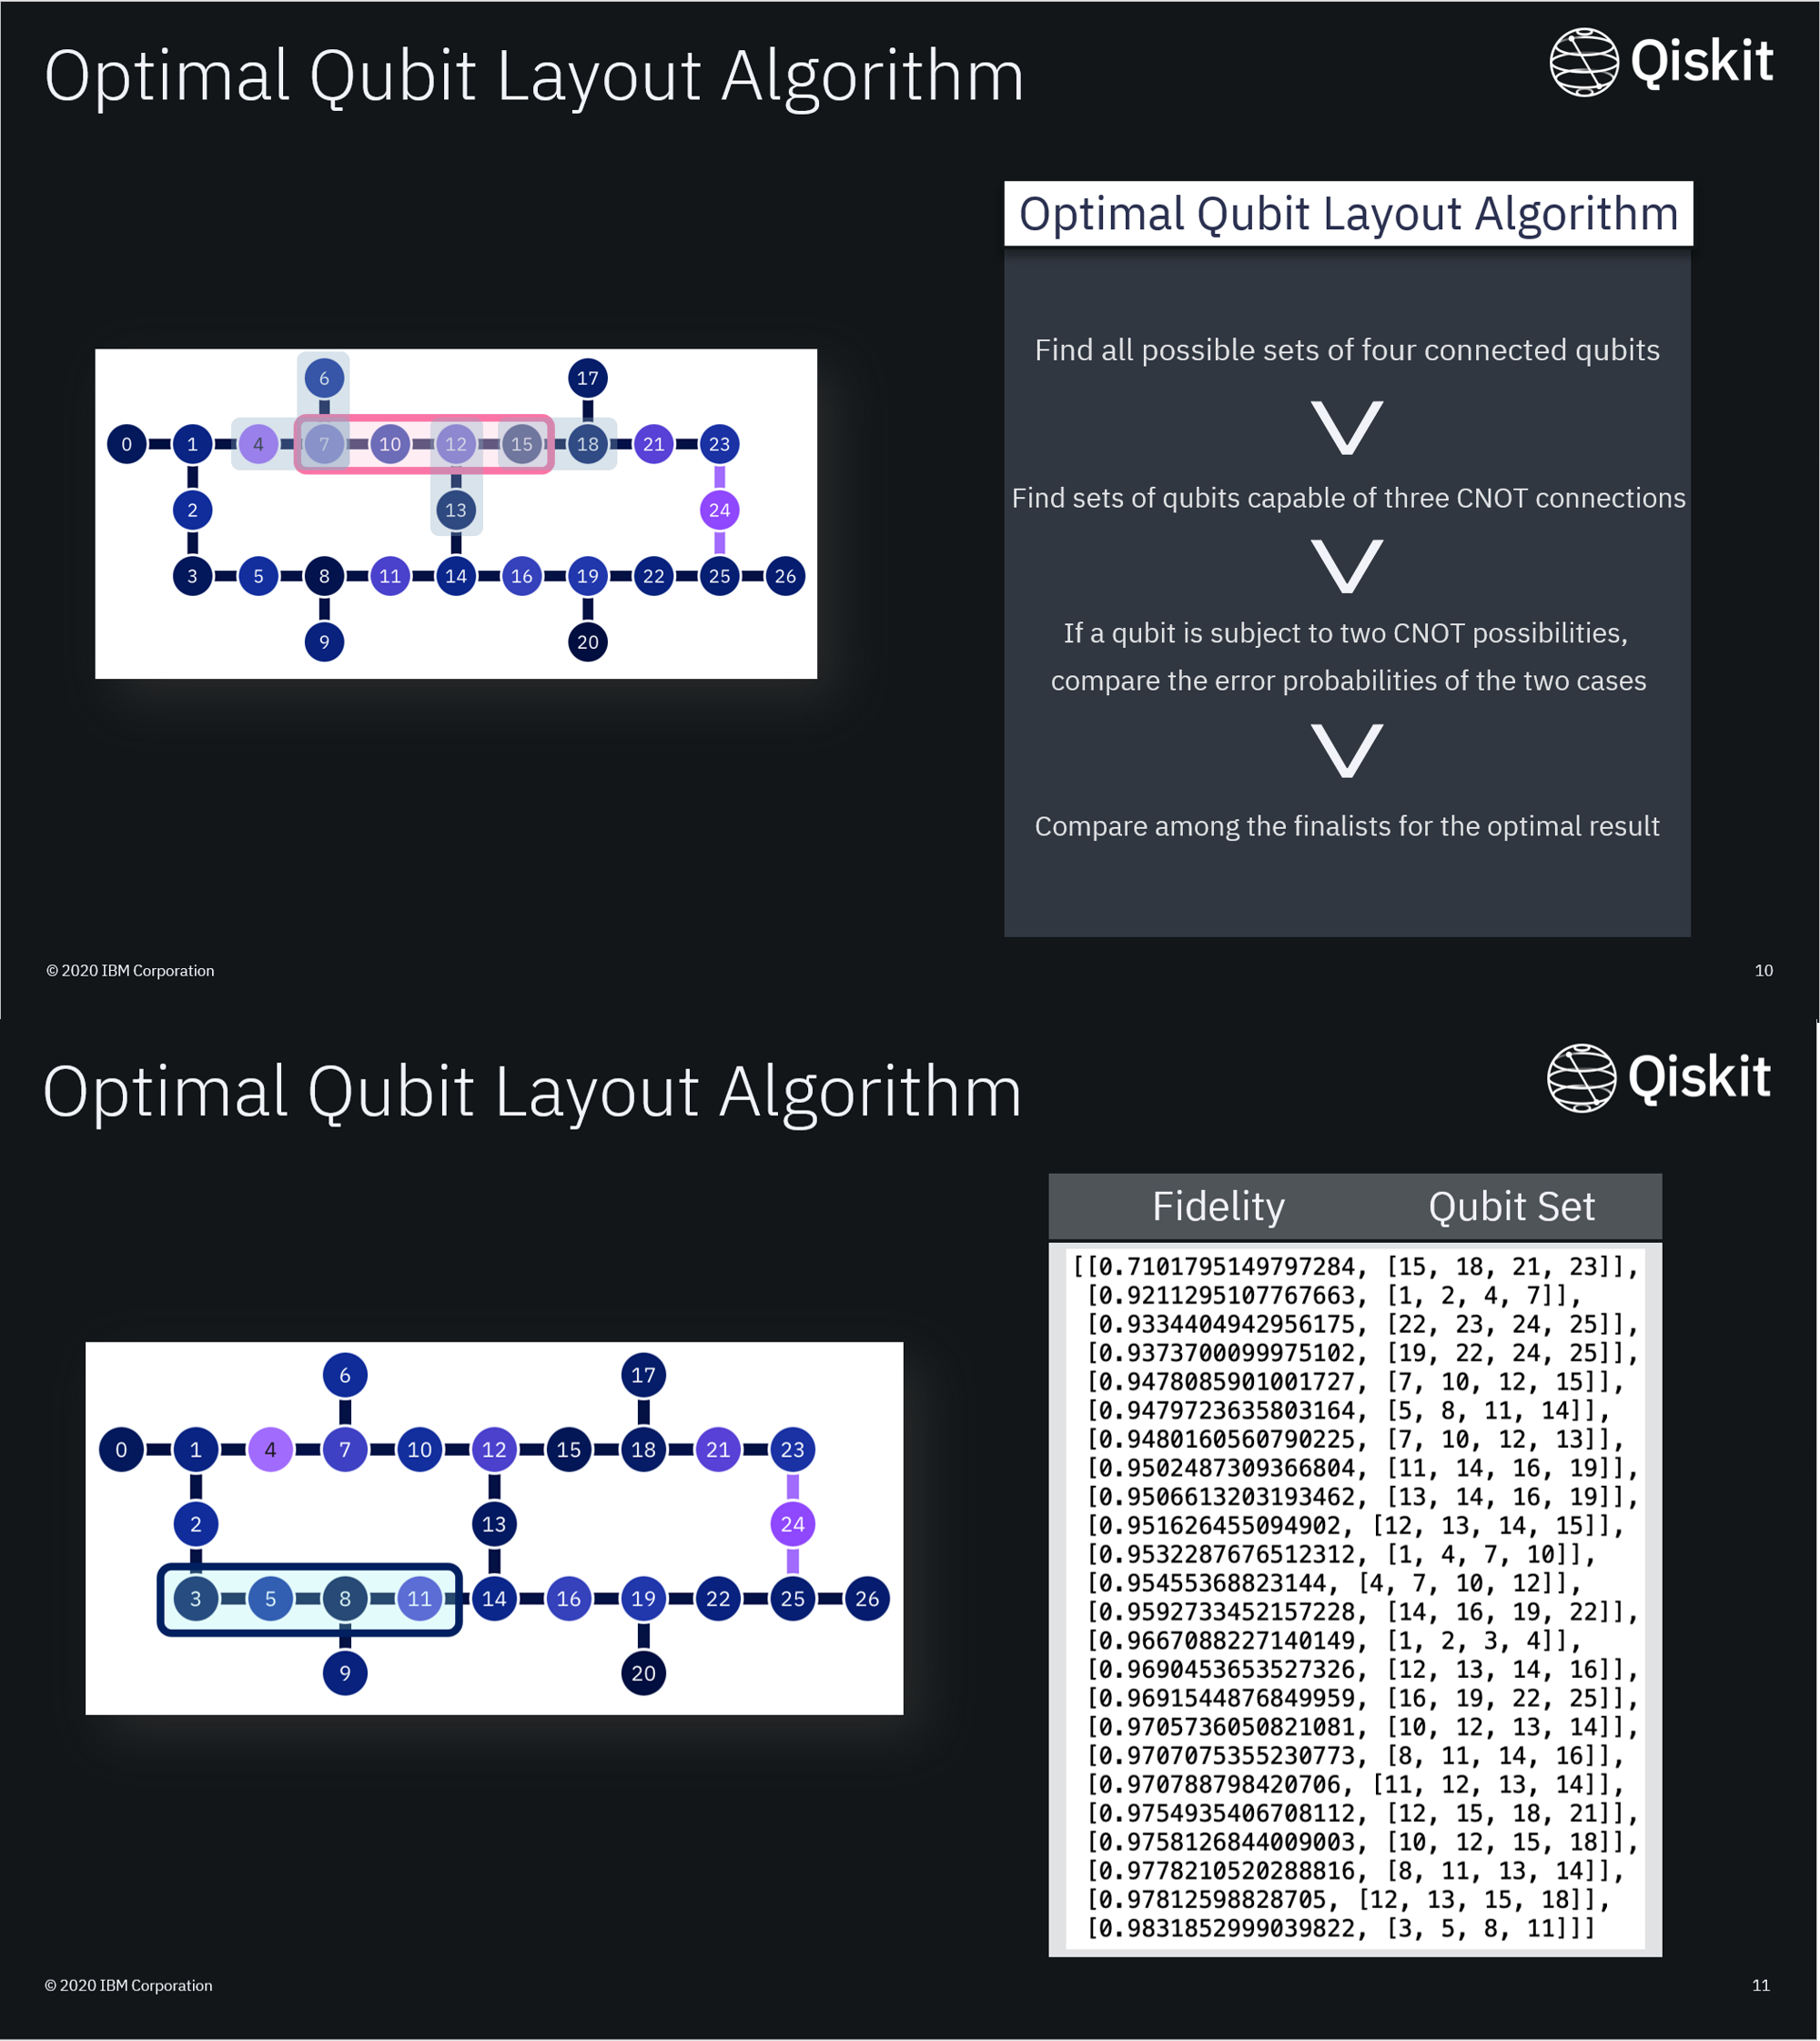 Optimal Qubit Layout Algorithm
Qiskit
Optimal Qubit Layout Algorithm
Find all possible sets of four connected qubits
Find sets of qubits capable of three CNOT connections
If a qubit is subject to two CNOT possibilities,
compare the error probabilities of the two cases
Compare among the finalists for the optimal result
6 17
0 1 4 7 10 12 15 18 21 23
2 13 24
3 5 8 11 14 16 19 22 25 26
9 20
© 2020 IBM Corporation
10
Optimal Qubit Layout Algorithm
Qiskit
6 17
0 1 4 7 10 12 15 18 21 23
2 13 24
3 5 8 11 14 16 19 22 25 26
9 20
Fidelity Qubit Set
[[0.7101795149797284, [15, 18, 21, 23]],
[0.9211295107767663, [1, 2, 4, 7]],
[0.9334404942956175, [22, 23, 24, 25]],
[0.9373700099975102, [19, 22, 24, 25]],
[0.9478085901001727, [7, 10, 12, 15]],
[0.9479723635803164, [5, 8, 11, 14]],
[0.9480160560790225, [7, 10, 12, 13]],
[0.9502487309366804, [11, 14, 16, 19]],
[0.9506613203193462, [13, 14, 16, 19]],
[0.951626455094902, [12, 13, 14, 15]],
[0.9532287676512312, [1, 4, 7, 10]],
[0.95455368823144, [4, 7, 10, 12]],
[0.9592733452157228, [14, 16, 19, 22]],
[0.9667088227140149, [1, 2, 3, 4]],
[0.9690453653527326, [12, 13, 14, 16]],
[0.9691544876849959, [16, 19, 22, 25]],
[0.9705736050821081, [10, 12, 13, 14]],
[0.9707075355230773, [8, 11, 14, 16]],
[0.970788798420706, [11, 12, 13, 14]],
[0.9754935406708112, [12, 15, 18, 21]],
[0.9758126844009003, [10, 12, 15, 18]],
[0.9778210520288816, [8, 11, 13, 14]],
[0.97812598828705, [12, 13, 15, 18]],
[0.9831852999039822, [3, 5, 8, 11]]]
© 2020 IBM Corporation
11